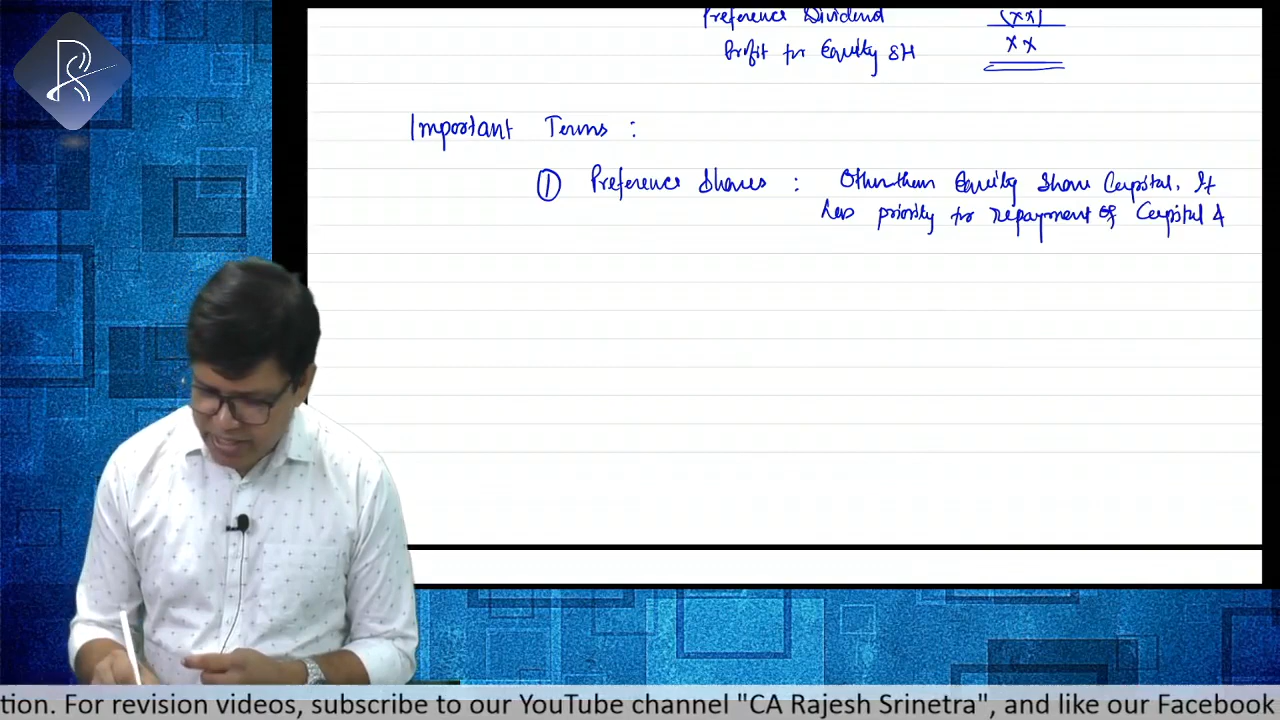 Preference Dividend (xx)
Profit for Equity SH xx
Important Terms :
① Preference Shares : Other than Equity Share Capital. It
has priority for repayment of Capital &
tion. For revision videos, subscribe to our YouTube channel "CA Rajesh Srinetra", and like our Facebook